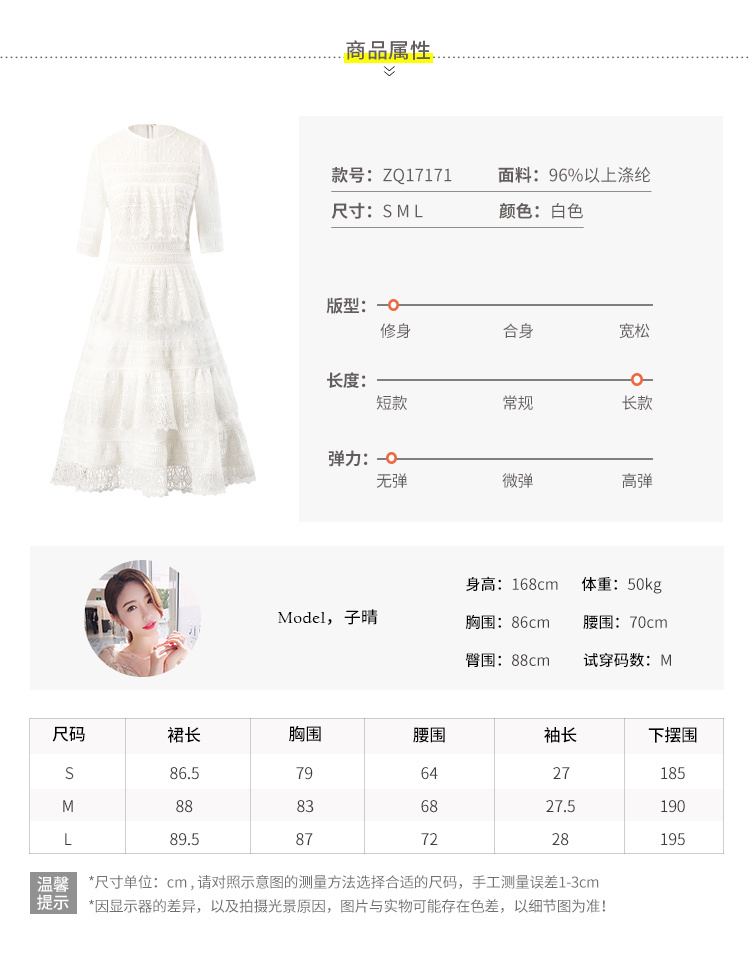 商品属性
款号：ZQ17171 面料：96%以上涤纶
尺寸：S M L 颜色：白色
版型：
修身 合身 宽松
长度：
短款 常规 长款
弹力：
无弹 微弹 高弹
身高：168cm 体重：50kg
Model，子晴
胸围：86cm 腰围：70cm
臀围：88cm 试穿码数：M
尺码 裙长 胸围 腰围 袖长 下摆围
S 86.5 79 64 27 185
M 88 83 68 27.5 190
L 89.5 87 72 28 195
温馨提示
*尺寸单位：cm , 请对照示意图的测量方法选择合适的尺码，手工测量误差1-3cm
*因显示器的差异，以及拍摄光景原因，图片与实物可能存在色差，以细节图为准！